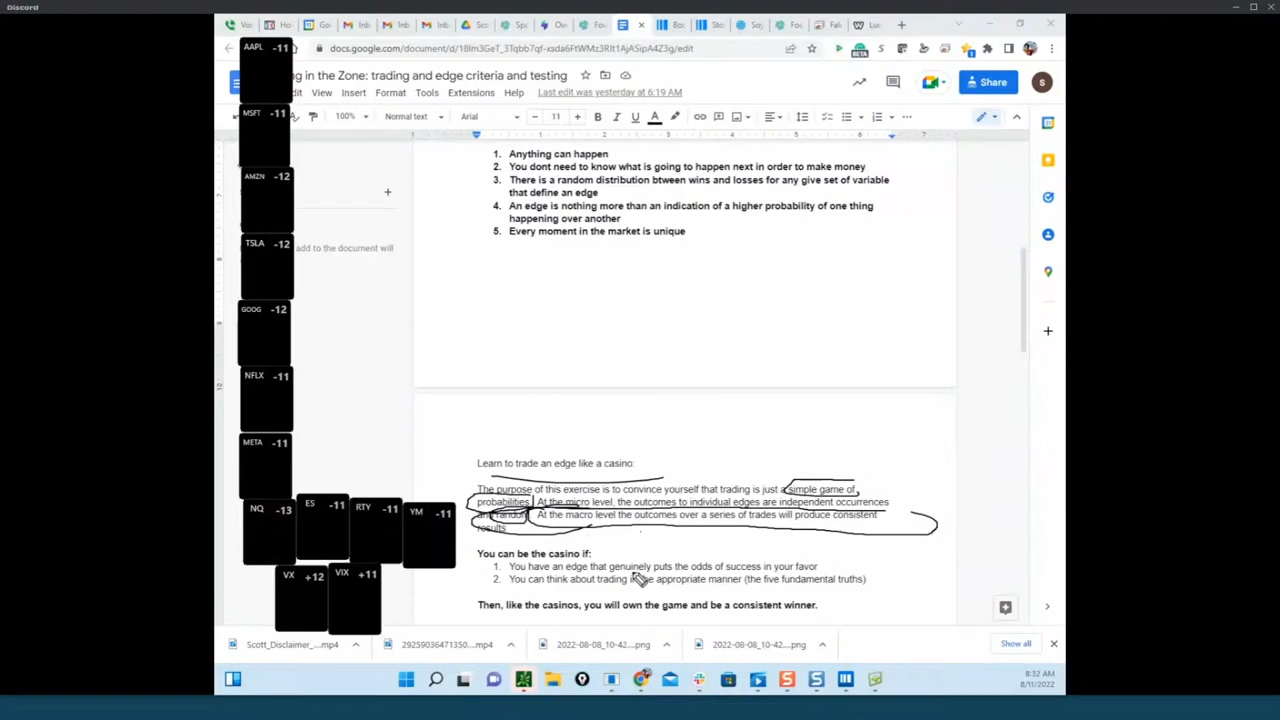 Discord
docs.google.com/document/d/18Im3GeT_3Tqbb7qf-xsda6FtWMz3RIt1AjASipA4Z3g/edit
ing in the Zone: trading and edge criteria and testing
View Insert Format Tools Extensions Help Last edit was yesterday at 6:19 AM
Share
S
100% Normal text Arial 11
Anything can happen
1. Anything can happen
2. You dont need to know what is going to happen next in order to make money
3. There is a random distribution btween wins and losses for any give set of variable
that define an edge
4. An edge is nothing more than an indication of a higher probability of one thing
happening over another
5. Every moment in the market is unique
add to the document will
AAPL -11
MSFT -11
AMZN -12
TSLA -12
GOOG -12
NFLX -11
META -11
NQ -13
ES -11
RTY -11
YM -11
VX +12
VIX +11
Learn to trade an edge like a casino:
The purpose of this exercise is to convince yourself that trading is just a simple game of
probabilities. At the micro level, the outcomes to individual edges are independent occurrences
and random. At the macro level the outcomes over a series of trades will produce consistent
results
You can be the casino if:
1. You have an edge that genuinely puts the odds of success in your favor
2. You can think about trading in the appropriate manner (the five fundamental truths)
Then, like the casinos, you will own the game and be a consistent winner.
Scott_Disclaimer_....mp4
29259036471350....mp4
2022-08-08_10-42....png
2022-08-08_10-42....png
Show all
8:32 AM
8/11/2022